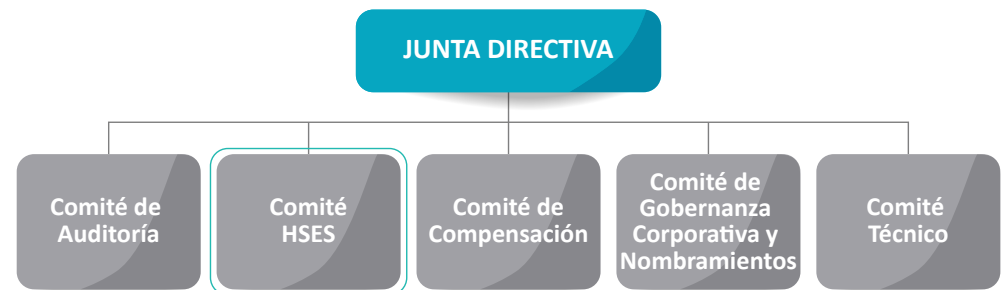 JUNTA DIRECTIVA
Comité de
Auditoría
Comité
HSES
Comité de
Compensación
Comité de
Gobernanza
Corporativa y
Nombramientos
Comité
Técnico